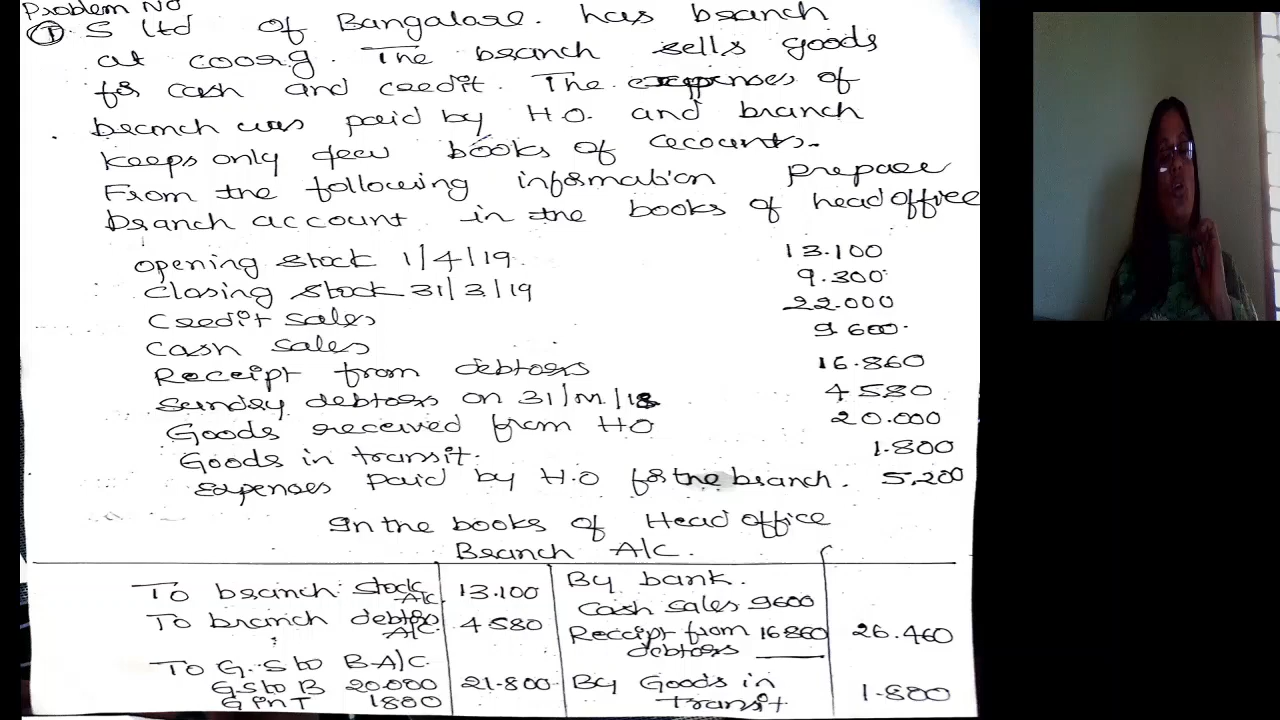 Problem No
① S Ltd of Bangalore. has branch
at coorg. The branch sells goods
for cash and credit. The expenses of
branch was paid by H.O. and branch
keeps only few books of accounts.
From the following information prepare
branch account in the books of head office
Opening stock 1/4/19. 13.100
closing stock 31/3/19 9.300
Credit sales 22.000
Cash sales 9.600.
Receipt from debtors 16.860
Sunday debtors on 31/M/18 4580
Goods received from HO 20.000
Goods in transit. 1.800
Expenses paid by H.O for the branch. 5,200
In the books of Head office
Branch A/C.
To branch stock A/C. 13.100 By bank.
Cash sales 9600
To branch debtors A/C. 4580 Receipt from debtors 16860 26.460
To G.S to B.A/C.
G.S to B 20.000 21.800 By Goods in Transit 1.800
G in T 1800